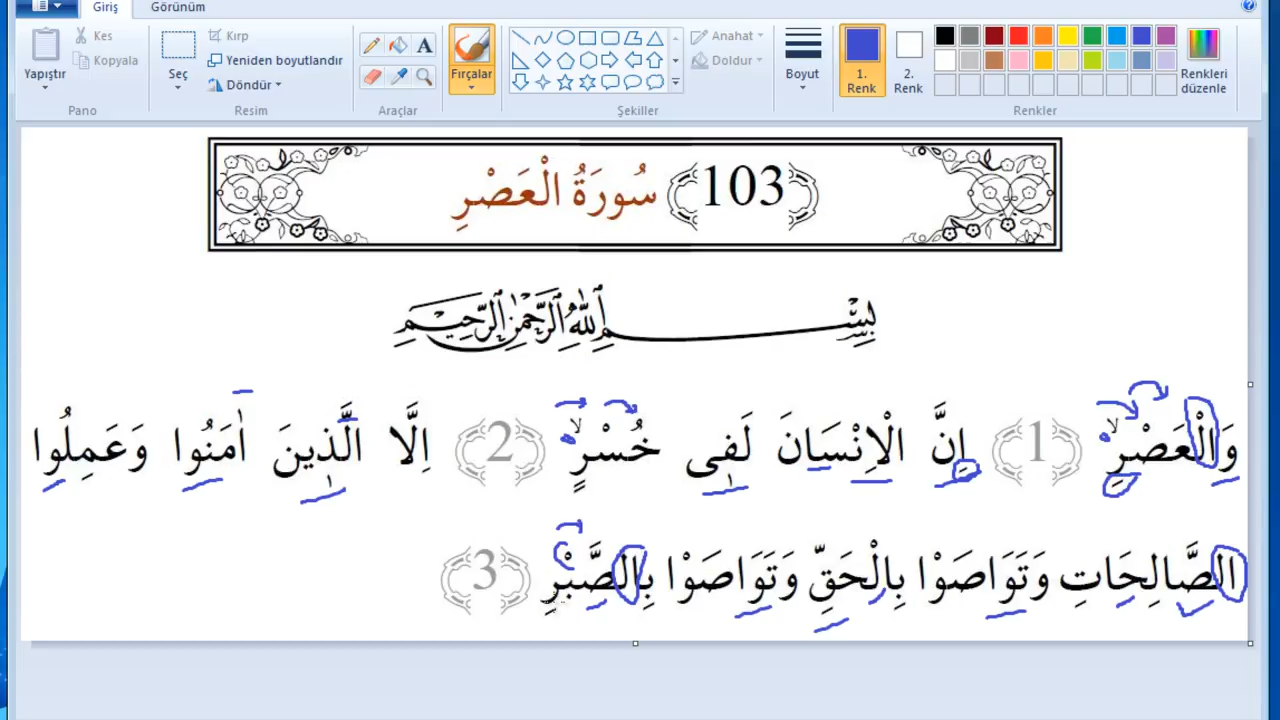 Giriş Görünüm
Yapıştır Kes Kopyala Pano
Seç Kırp Yeniden boyutlandır Döndür Resim
A Araçlar
Fırçalar
Anahat Doldur Şekiller
Boyut
1. Renk 2. Renk Renkleri düzenle Renkler
(103) سُورَةُ الْعَصْرِ
بِسْمِ اللهِ الرَّحْمٰنِ الرَّحِيمِ
وَالْعَصْرِۙ (1) اِنَّ الْاِنْسَانَ لَفٖى خُسْرٍۙ (2) اِلَّا الَّذٖينَ اٰمَنُوا وَعَمِلُوا
الصَّالِحَاتِ وَتَوَاصَوْا بِالْحَقِّ وَتَوَاصَوْا بِالصَّبْرِ (3)